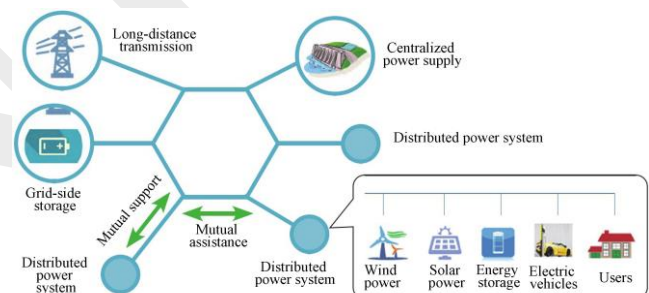 Long-distance
transmission
Centralized
power supply
Distributed power system
Grid-side
storage
Mutual support
Mutual
assistance
Distributed
power
system
Distributed
power system
Wind
power
Solar
power
Energy
storage
Electric
vehicles
Users